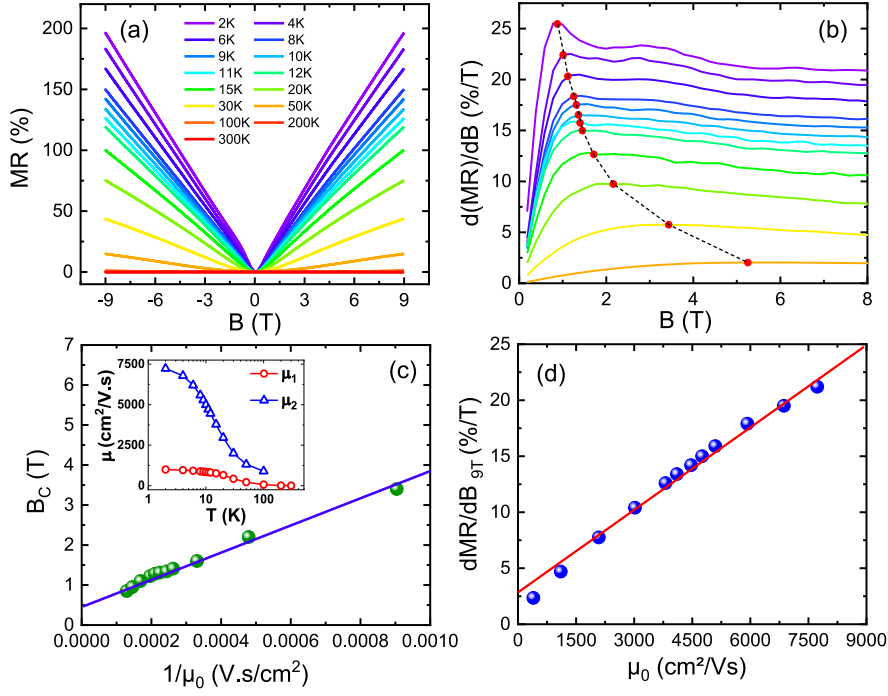 (a)
MR (%)
200
150
100
50
0
2K 4K
6K 8K
9K 10K
11K 12K
15K 20K
30K 50K
100K 200K
300K
-9 -6 -3 0 3 6 9
B (T)
(b)
d(MR)/dB (%/T)
25
20
15
10
5
0
0 2 4 6 8
B (T)
(c)
B_C (T)
7
6
5
4
3
2
1
0
0.0000 0.0002 0.0004 0.0006 0.0008 0.0010
1/μ₀ (V.s/cm²)
μ (cm²/V.s)
7500
5000
2500
0
μ₁
μ₂
1 10 100
T (K)
(d)
dMR/dB 9T (%/T)
25
20
15
10
5
0
0 1500 3000 4500 6000 7500 9000
μ₀ (cm²/Vs)